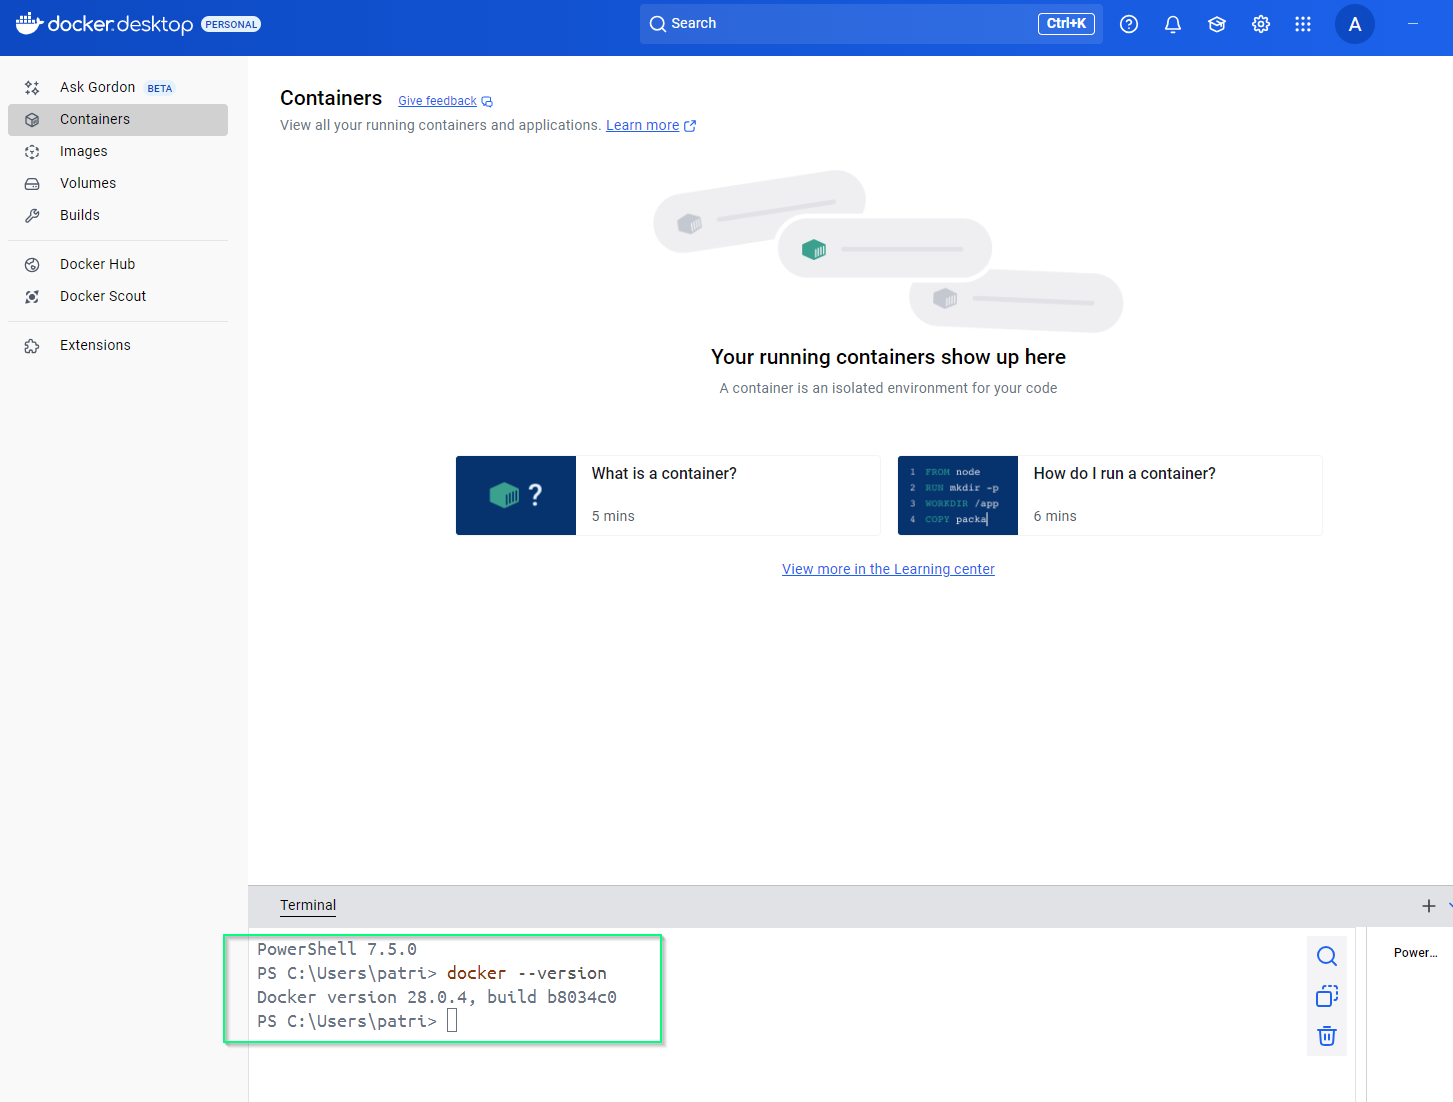 docker.desktop PERSONAL
Search
Ctrl+K
A
Ask Gordon BETA
Containers
Images
Volumes
Builds
Docker Hub
Docker Scout
Extensions
Containers Give feedback
View all your running containers and applications. Learn more
Your running containers show up here
A container is an isolated environment for your code
?
What is a container?
5 mins
1 FROM node
2 RUN mkdir -p
3 WORKDIR /app
4 COPY packa
How do I run a container?
6 mins
View more in the Learning center
Terminal
PowerShell 7.5.0
PS C:\Users\patri> docker --version
Docker version 28.0.4, build b8034c0
PS C:\Users\patri>
Power...